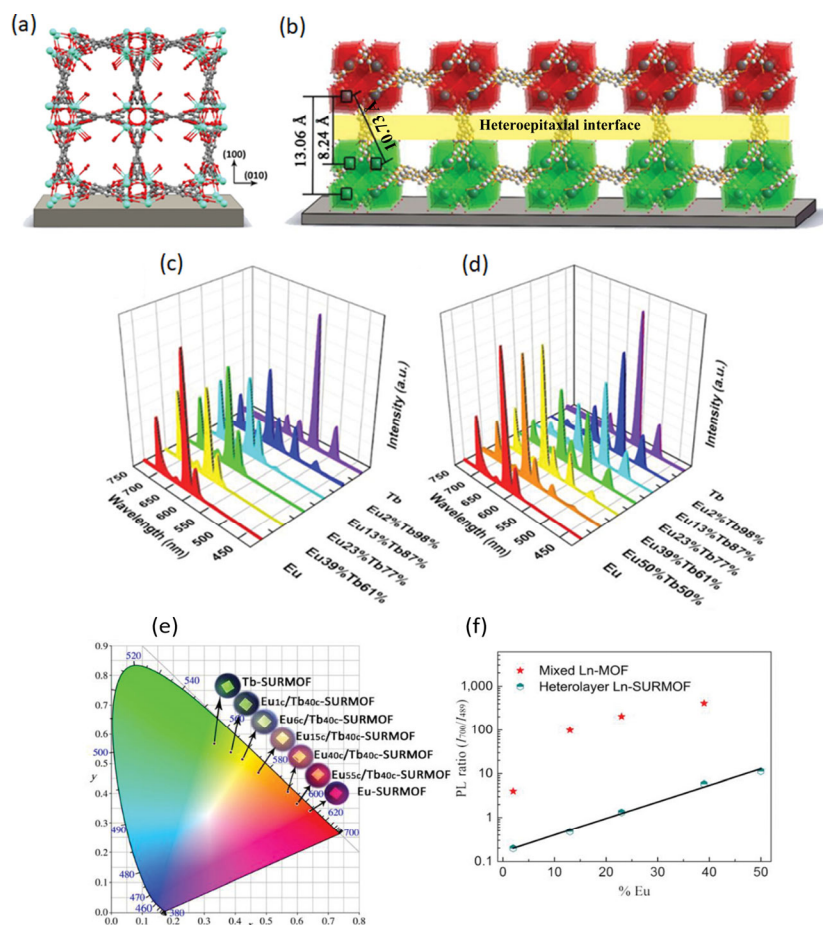 (a)
(100)
(010)
(b)
Heteroepitaxial interface
13.06 Å
8.24 Å
10.73 Å
(c)
Intensity (a.u.)
750
700
650
600
550
500
450
Wavelength (nm)
Tb
Eu2%Tb98%
Eu13%Tb87%
Eu23%Tb77%
Eu39%Tb61%
Eu
(d)
Intensity (a.u.)
750
700
650
600
550
500
450
Wavelength (nm)
Tb
Eu2%Tb98%
Eu13%Tb87%
Eu23%Tb77%
Eu39%Tb61%
Eu50%Tb50%
Eu
(e)
0.9
0.8
0.7
0.6
0.5
0.4
0.3
0.2
0.1
0.0
y
0.0 0.1 0.2 0.3 0.4 0.5 0.6 0.7 0.8
520
540
560
580
600
620
700
500
490
480
470
460
380
Tb-SURMOF
Eu1c/Tb40c-SURMOF
Eu6c/Tb40c-SURMOF
Eu15c/Tb40c-SURMOF
Eu40c/Tb40c-SURMOF
Eu55c/Tb40c-SURMOF
Eu-SURMOF
(f)
Mixed Ln-MOF
Heterolayer Ln-SURMOF
PL ratio (I700/I489)
1,000
100
10
1
0.1
0 10 20 30 40 50
% Eu